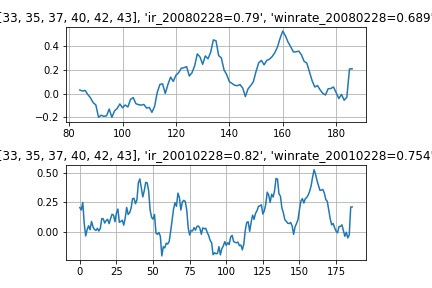 [33, 35, 37, 40, 42, 43], 'ir_20080228=0.79', 'winrate_20080228=0.689'
0.4
0.2
0.0
−0.2
80 100 120 140 160 180
[33, 35, 37, 40, 42, 43], 'ir_20010228=0.82', 'winrate_20010228=0.754'
0.50
0.25
0.00
0 25 50 75 100 125 150 175